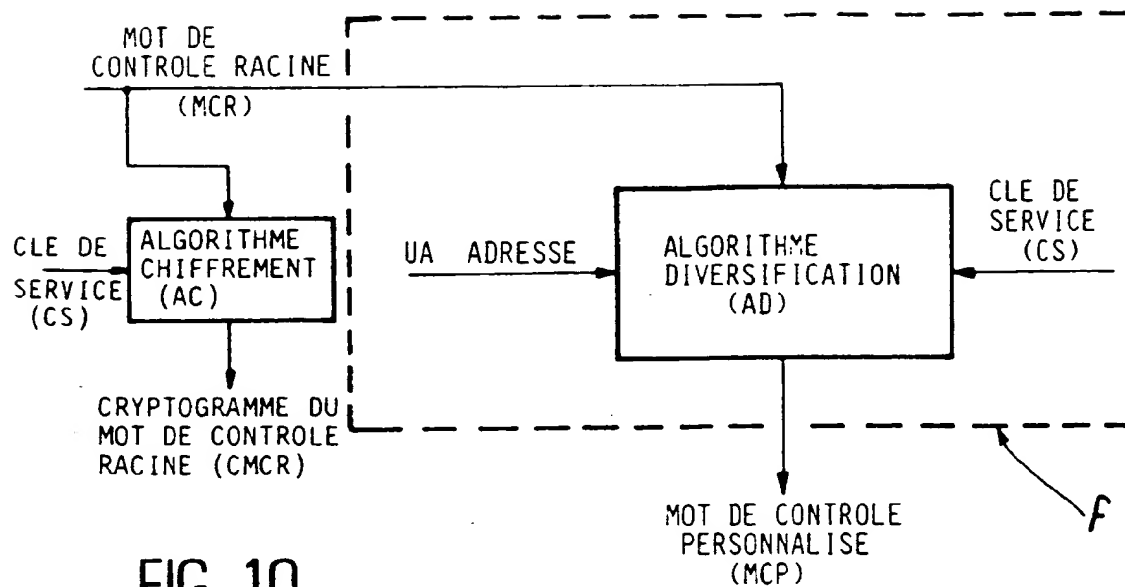 MOT DE
CONTROLE RACINE
(MCR)
CLE DE
SERVICE
(CS)
ALGORITHME
CHIFFREMENT
(AC)
UA ADRESSE
ALGORITHME
DIVERSIFICATION
(AD)
CLE DE
SERVICE
(CS)
CRYPTOGRAMME DU
MOT DE CONTROLE
RACINE (CMCR)
MOT DE CONTROLE
PERSONNALISE
(MCP)
F
FIG. 10